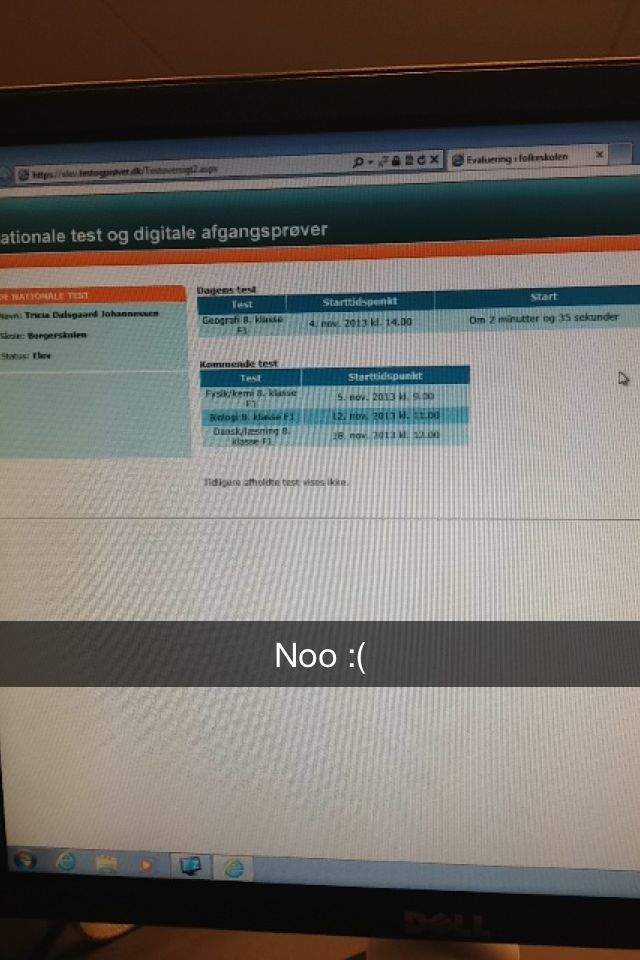 https://elev.testogprøver.dk/Testoversigt2.aspx
Evaluering i folkeskolen
ationale test og digitale afgangsprøver
DE NATIONALE TEST
Navn: Tricia Dalsgaard Johannessen
Skole: Borgerskolen
Status: Elev
Dagens test
Test Starttidspunkt Start
Geografi 8. klasse F1 4. nov. 2013 kl. 14.00 Om 2 minutter og 35 sekunder
Kommende test
Test Starttidspunkt
Fysik/kemi 8. klasse F1 5. nov. 2013 kl. 9.00
Biologi 8. klasse F1 12. nov. 2013 kl. 11.00
Dansk/læsning 8. klasse F1 18. nov. 2013 kl. 12.00
Tidligere afholdte test vises ikke.
Noo :(
DELL